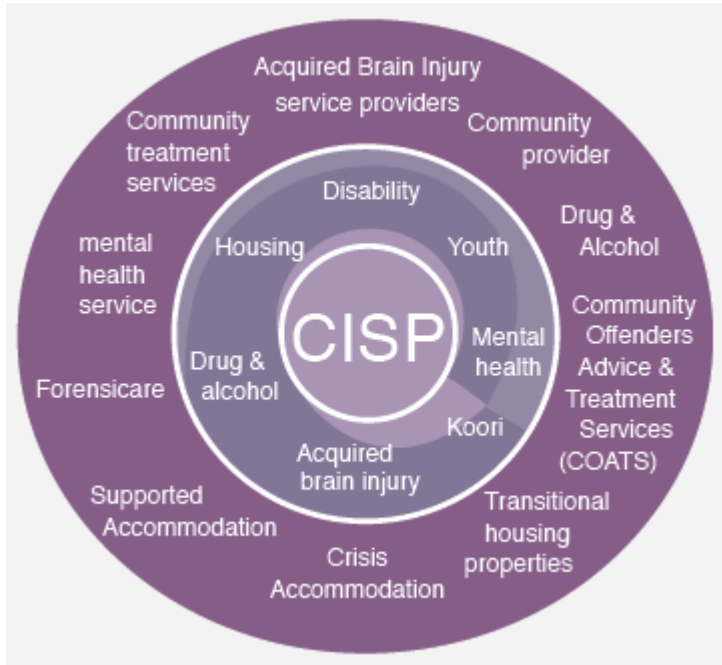 Acquired Brain Injury
service providers
Community
provider
Drug &
Alcohol
Community
Offenders
Advice &
Treatment
Services
(COATS)
Transitional
housing
properties
Crisis
Accommodation
Supported
Accommodation
Forensicare
mental
health
service
Community
treatment
services
Disability
Youth
Mental
health
Koori
Acquired
brain injury
Drug &
alcohol
Housing
CISP